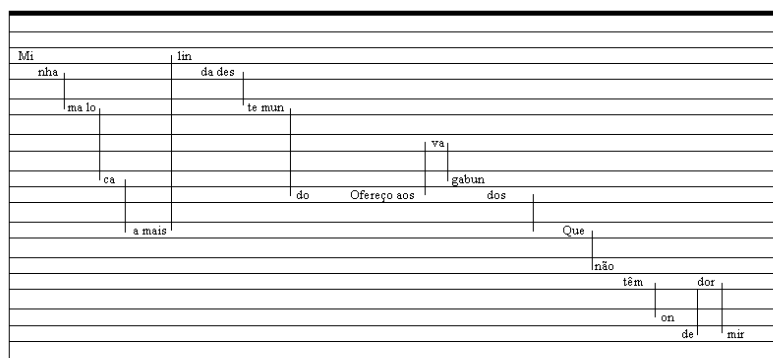 Mi lin
nha da des
ma lo te mun
va
ca gabun
do Ofereço aos dos
a mais Que
não
têm dor
on
de mir